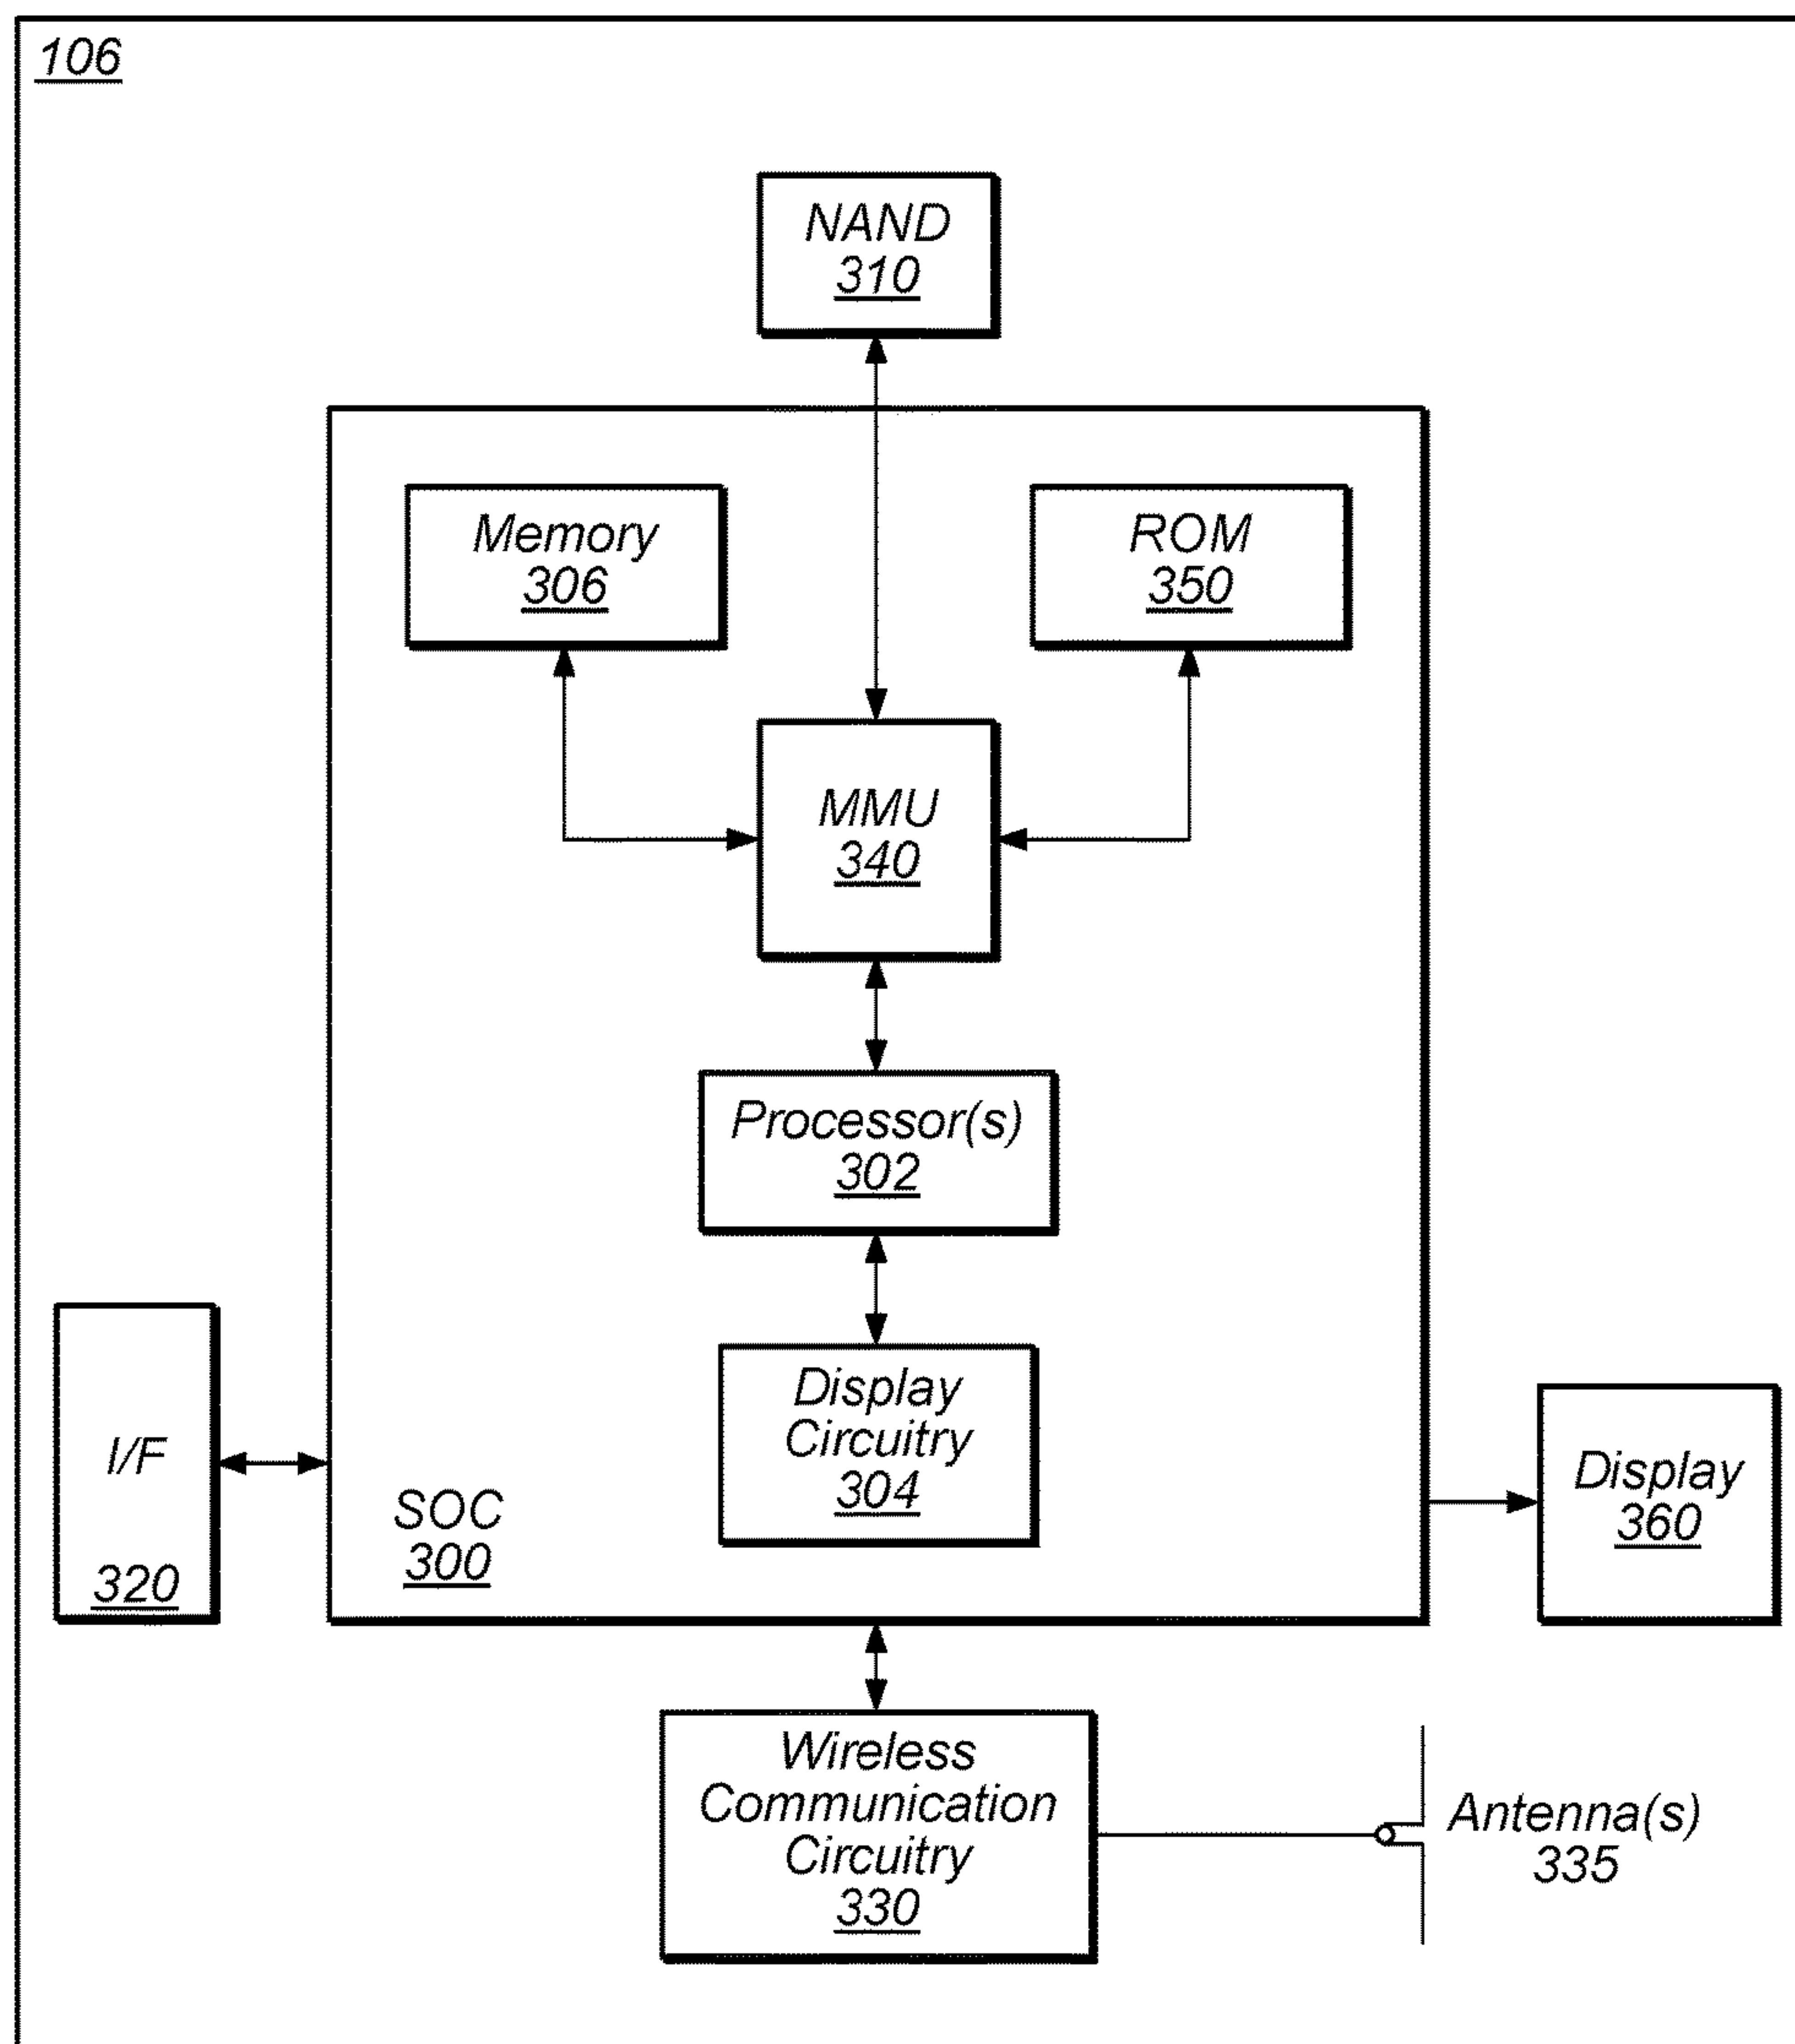 106
NAND
310
Memory
306
ROM
350
MMU
340
Processor(s)
302
Display
Circuitry
304
I/F
320
SOC
300
Display
360
Wireless
Communication
Circuitry
330
Antenna(s)
335